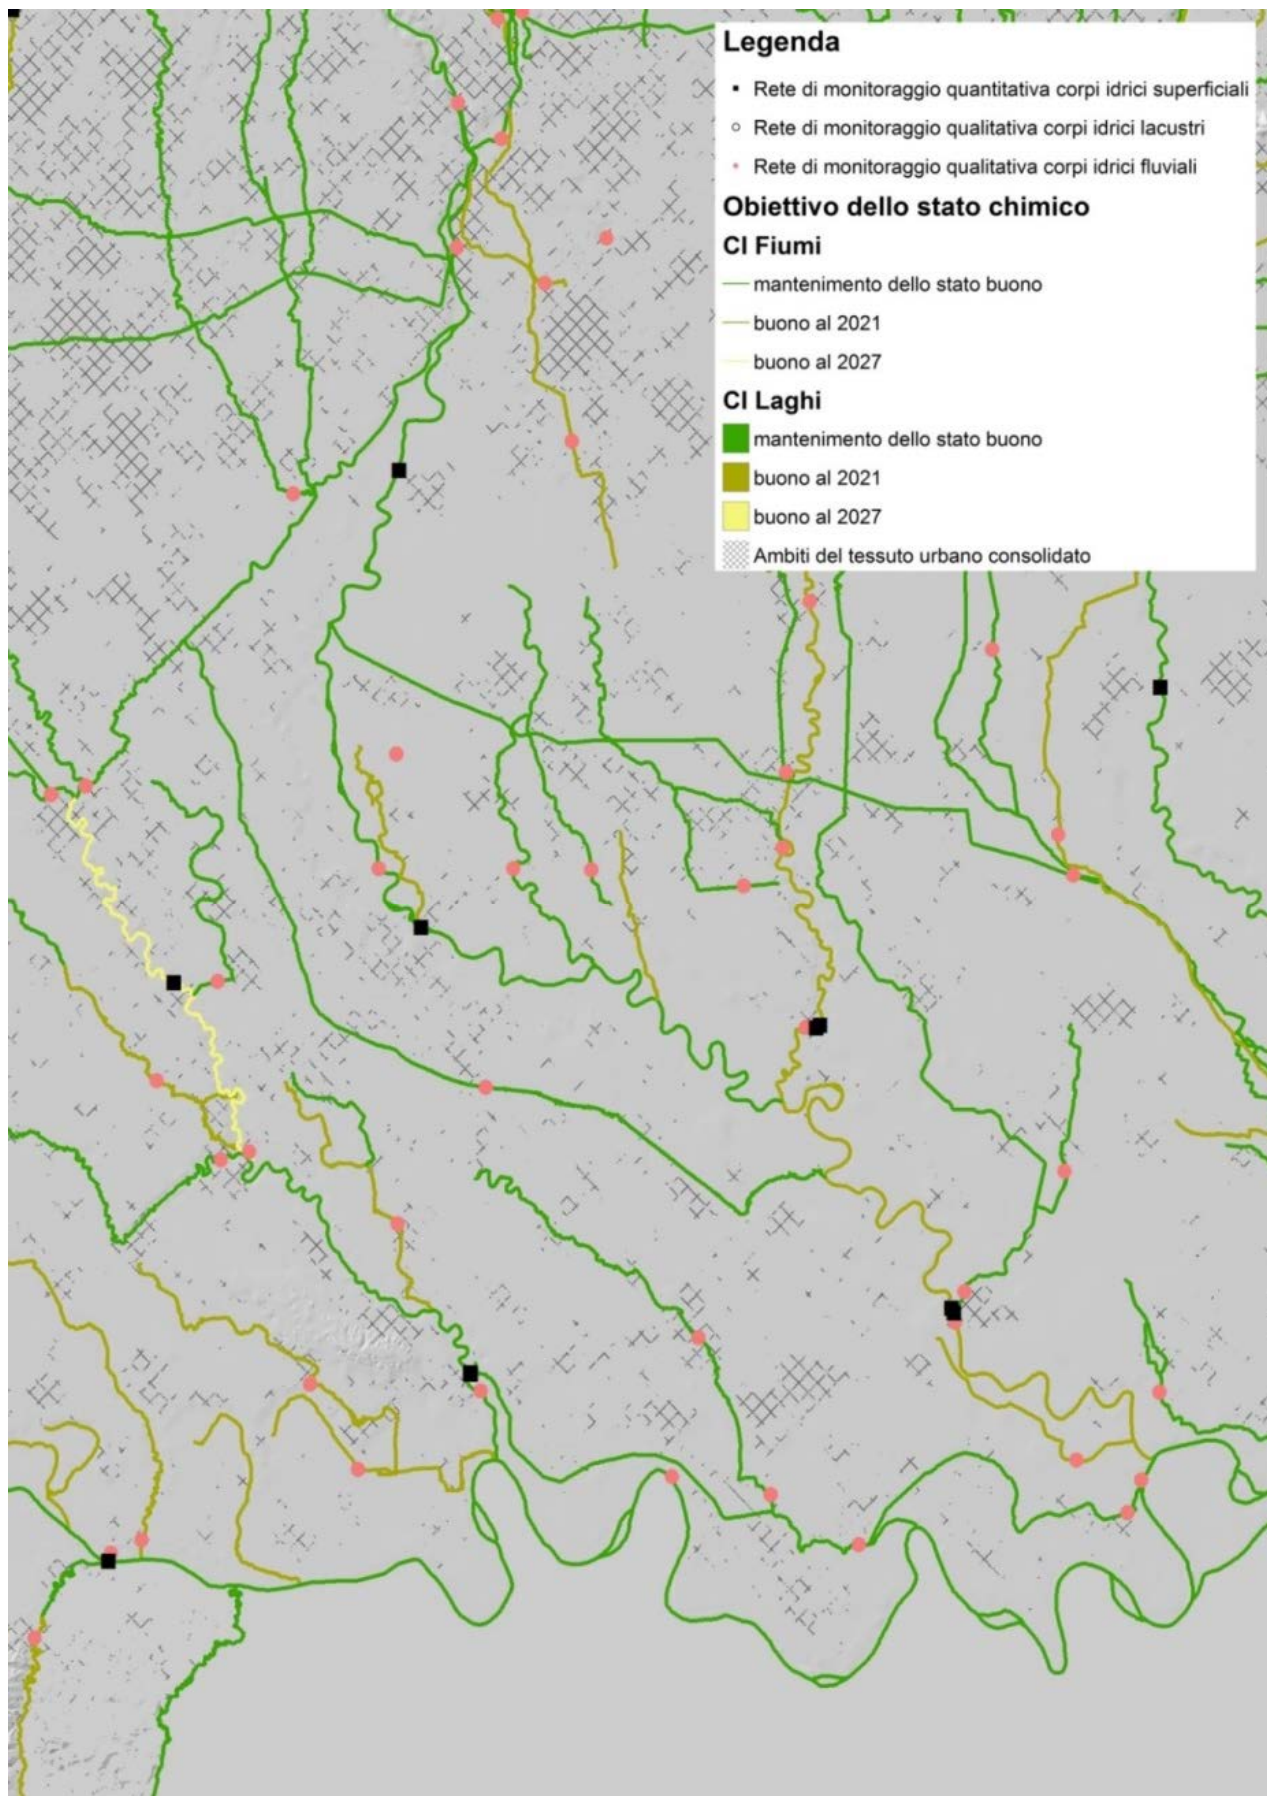 Legenda
Rete di monitoraggio quantitativa corpi idrici superficiali
Rete di monitoraggio qualitativa corpi idrici lacustri
Rete di monitoraggio qualitativa corpi idrici fluviali
Obiettivo dello stato chimico
CI Fiumi
mantenimento dello stato buono
buono al 2021
buono al 2027
CI Laghi
mantenimento dello stato buono
buono al 2021
buono al 2027
Ambiti del tessuto urbano consolidato